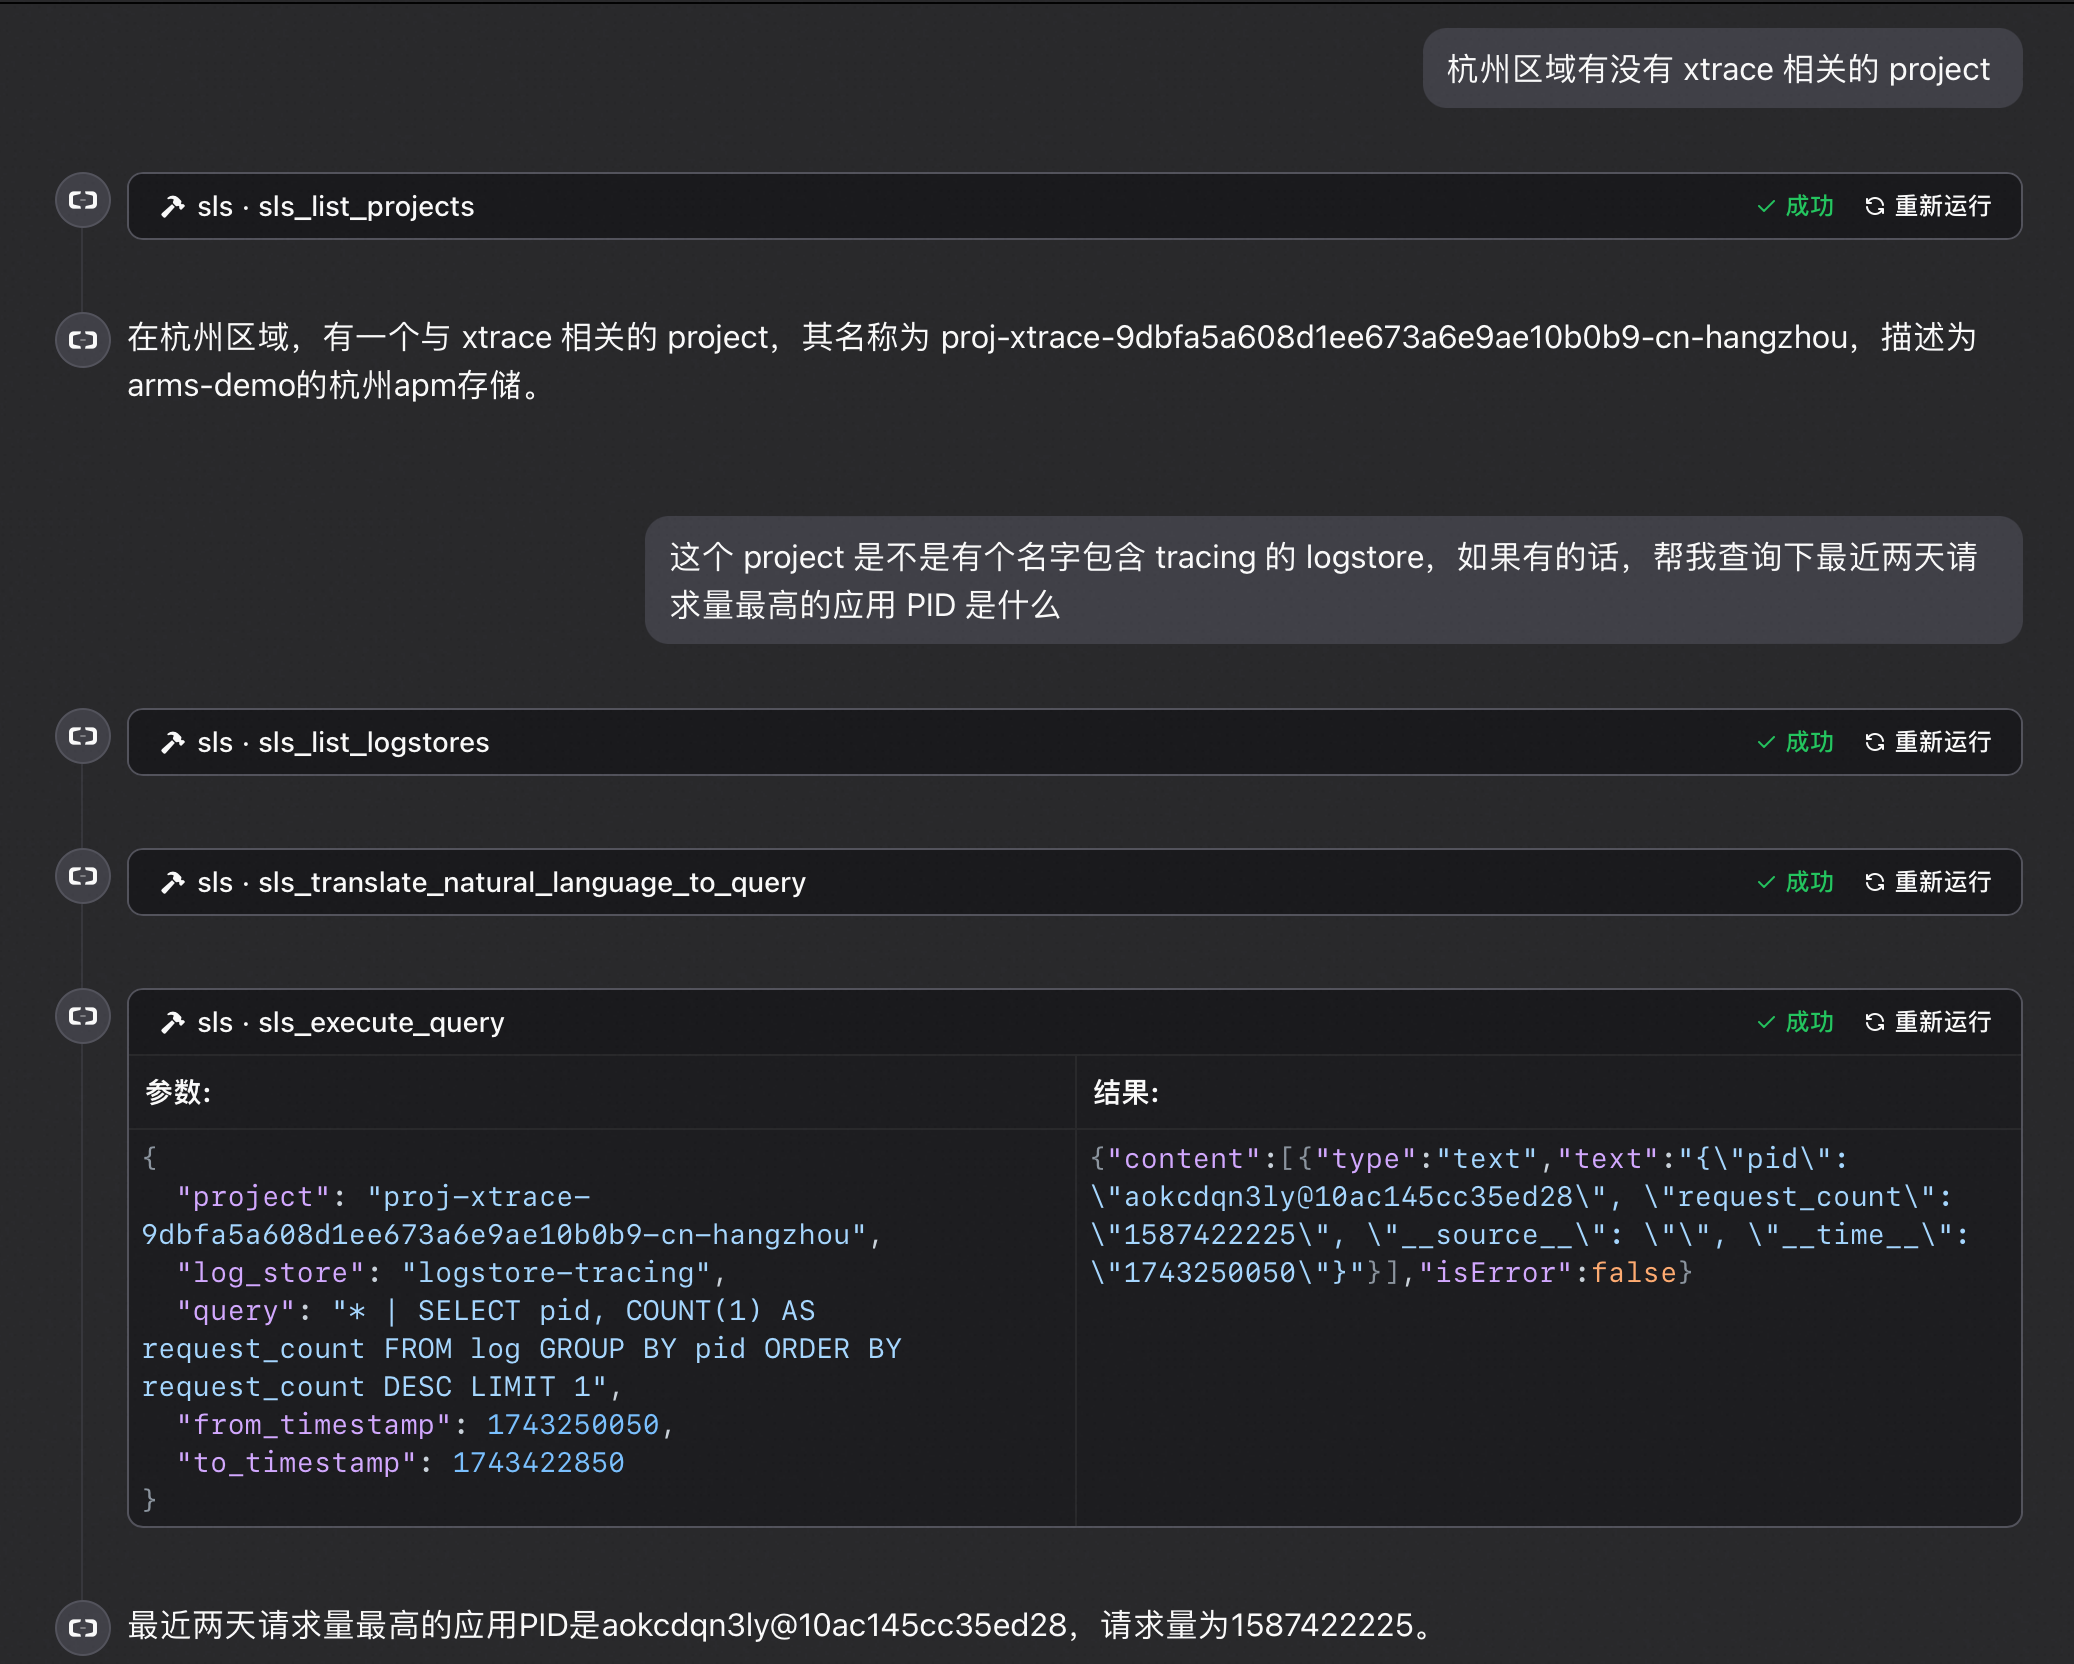 杭州区域有没有 xtrace 相关的 project
sls · sls_list_projects 成功 重新运行
在杭州区域，有一个与 xtrace 相关的 project，其名称为 proj-xtrace-9dbfa5a608d1ee673a6e9ae10b0b9-cn-hangzhou，描述为
arms-demo的杭州apm存储。
这个 project 是不是有个名字包含 tracing 的 logstore，如果有的话，帮我查询下最近两天请
求量最高的应用 PID 是什么
sls · sls_list_logstores 成功 重新运行
sls · sls_translate_natural_language_to_query 成功 重新运行
sls · sls_execute_query 成功 重新运行
参数:
{
  "project": "proj-xtrace-
9dbfa5a608d1ee673a6e9ae10b0b9-cn-hangzhou",
  "log_store": "logstore-tracing",
  "query": "* | SELECT pid, COUNT(1) AS
request_count FROM log GROUP BY pid ORDER BY
request_count DESC LIMIT 1",
  "from_timestamp": 1743250050,
  "to_timestamp": 1743422850
}
结果:
{"content":[{"type":"text","text":"{\"pid\":
\"aokcdqn3ly@10ac145cc35ed28\", \"request_count\":
\"1587422225\", \"__source__\": \"\", \"__time__\":
\"1743250050\"}"}],"isError":false}
最近两天请求量最高的应用PID是aokcdqn3ly@10ac145cc35ed28，请求量为1587422225。